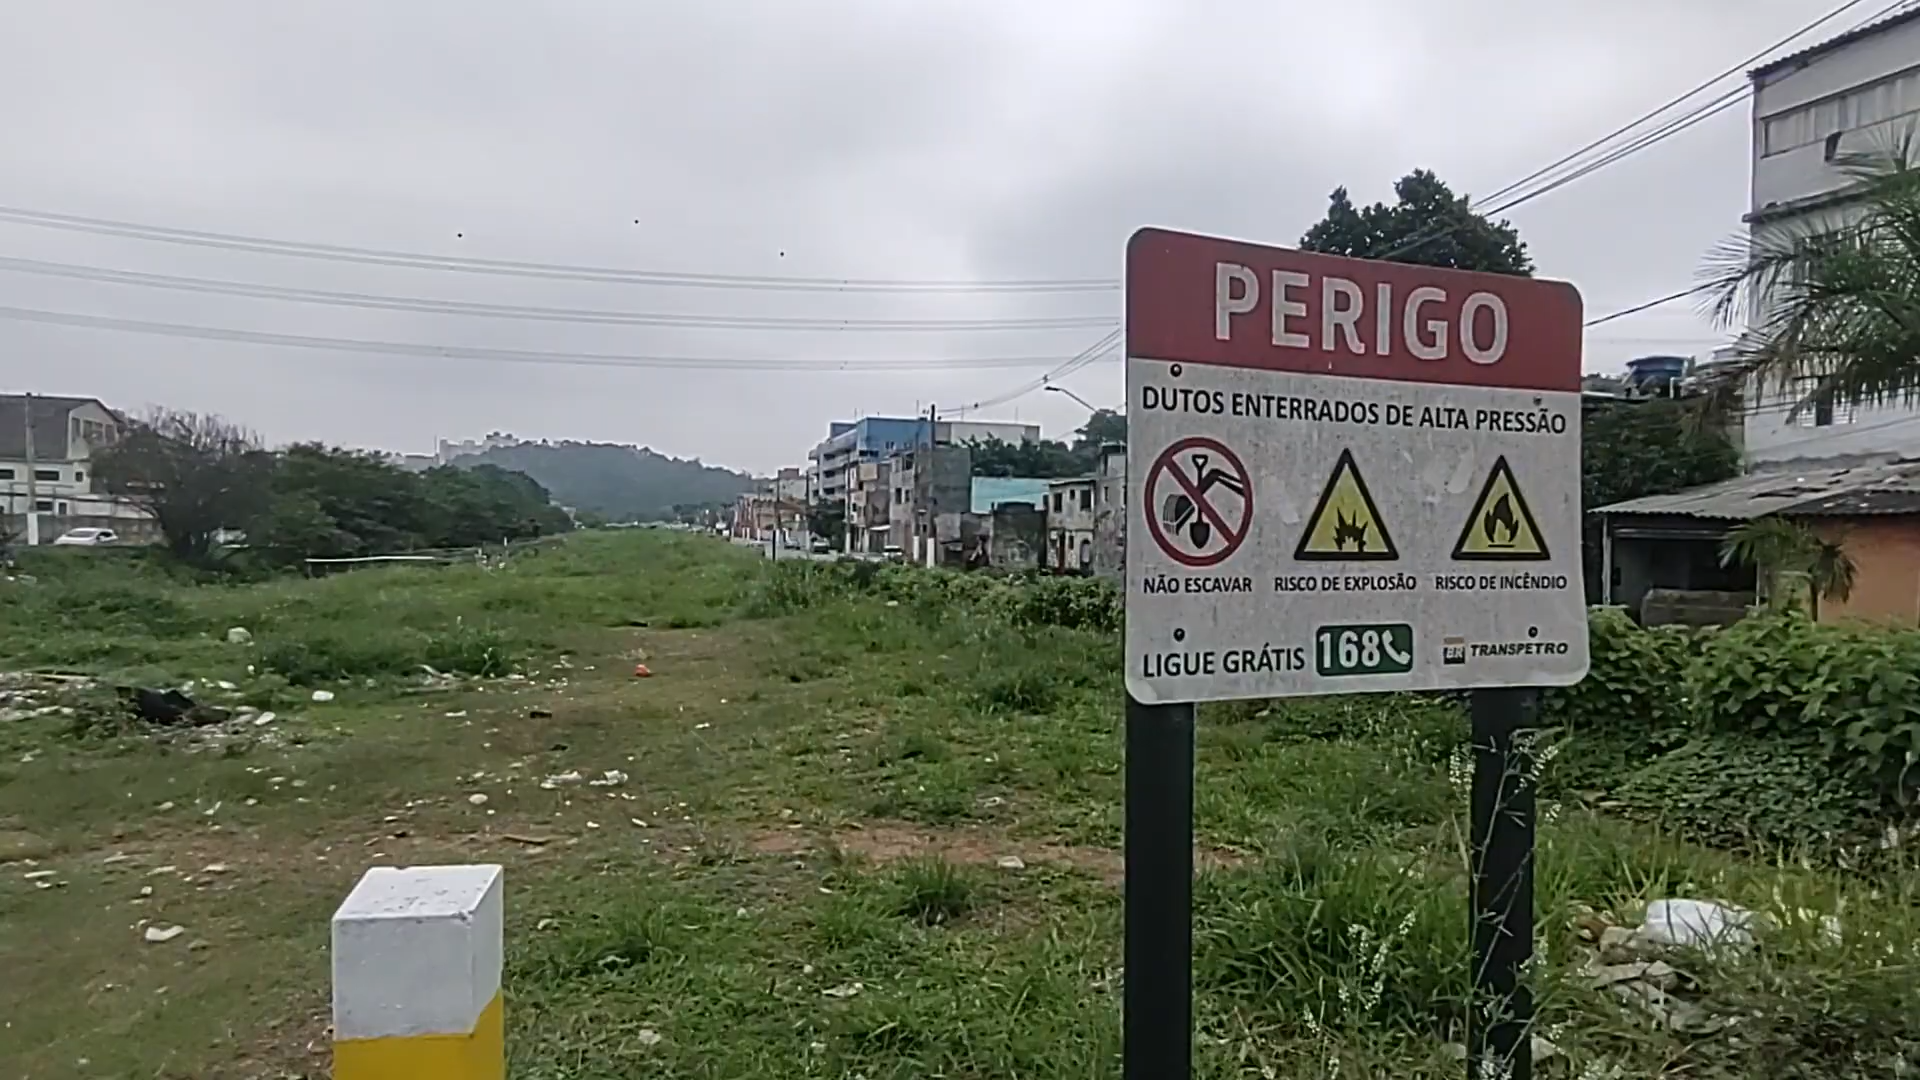 PERIGO
DUTOS ENTERRADOS DE ALTA PRESSÃO
NÃO ESCAVAR
RISCO DE EXPLOSÃO
RISCO DE INCÊNDIO
LIGUE GRÁTIS 168
BR TRANSPETRO